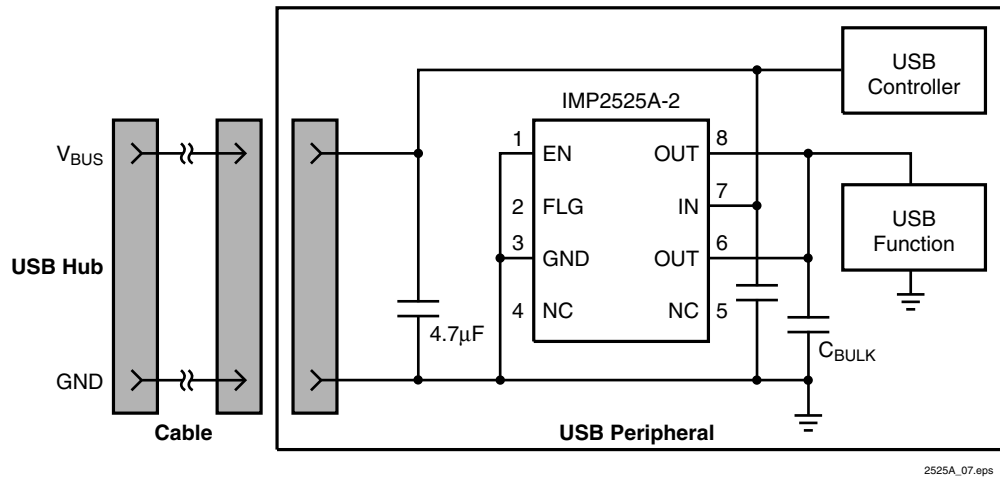 USB
Controller
IMP2525A-2
1 EN OUT 8
2 FLG IN 7
3 GND OUT 6
4 NC NC 5
V_BUS
USB Hub
GND
4.7μF
C_BULK
USB
Function
Cable
USB Peripheral
2525A_07.eps